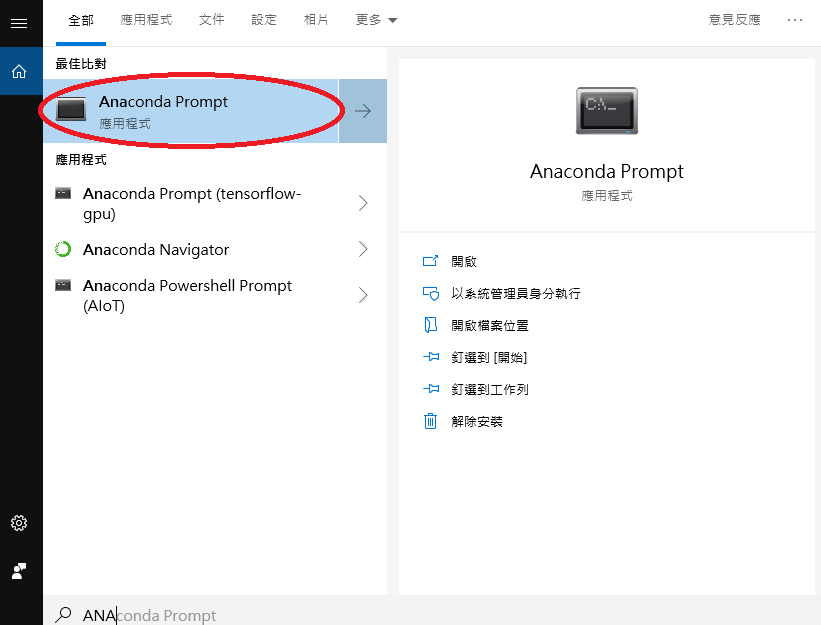 全部 應用程式 文件 設定 相片 更多 意見反應 ...
最佳比對
Anaconda Prompt
應用程式
應用程式
Anaconda Prompt (tensorflow-
gpu)
Anaconda Navigator
Anaconda Powershell Prompt
(AIoT)
C:\_
Anaconda Prompt
應用程式
開啟
以系統管理員身分執行
開啟檔案位置
釘選到 [開始]
釘選到工作列
解除安裝
ANAconda Prompt